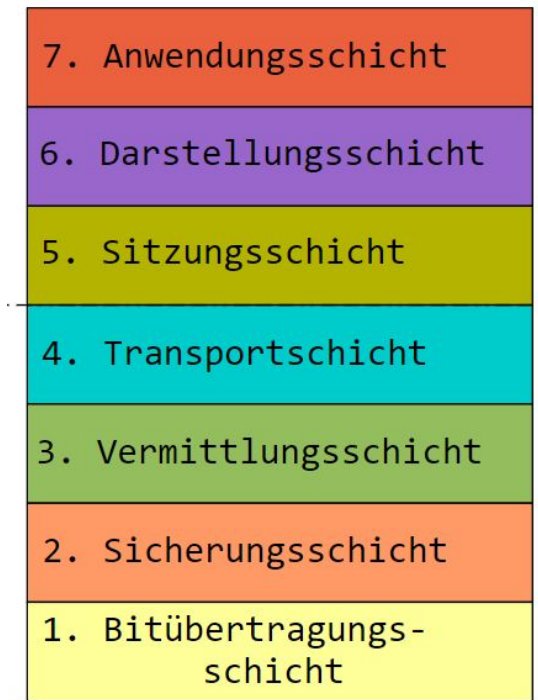 7. Anwendungsschicht
6. Darstellungsschicht
5. Sitzungsschicht
4. Transportschicht
3. Vermittlungsschicht
2. Sicherungsschicht
1. Bitübertragungs-
schicht